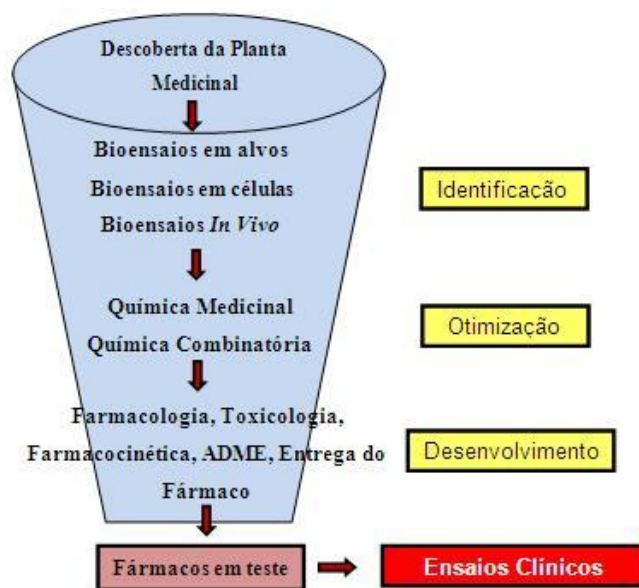 Descoberta da Planta
Medicinal
Bioensaios em alvos
Bioensaios em células
Bioensaios In Vivo
Identificação
Química Medicinal
Química Combinatória
Otimização
Farmacologia, Toxicologia,
Farmacocinética, ADME, Entrega do
Fármaco
Desenvolvimento
Fármacos em teste
Ensaios Clínicos